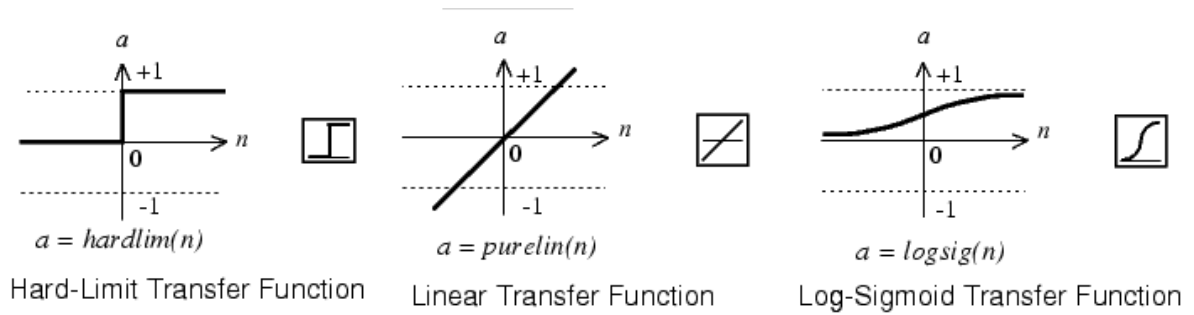 a
+1
n
0
-1
a = hardlim(n)
Hard-Limit Transfer Function
a
+1
n
0
-1
a = purelin(n)
Linear Transfer Function
a
+1
n
0
-1
a = logsig(n)
Log-Sigmoid Transfer Function